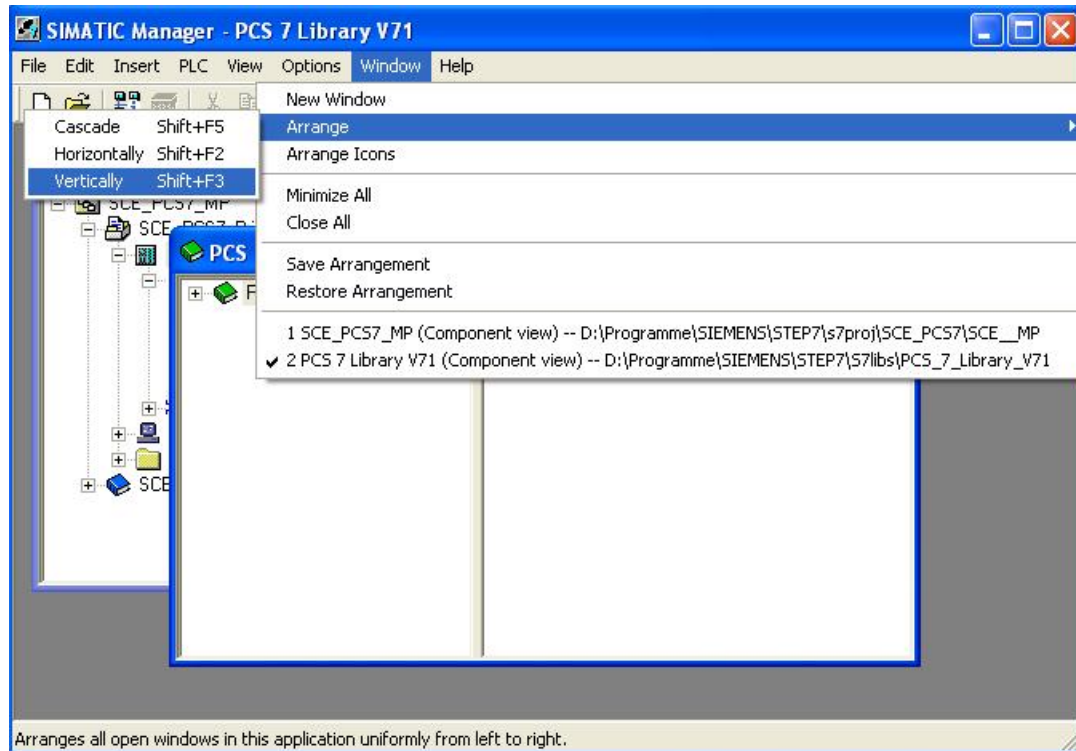 SIMATIC Manager - PCS 7 Library V71
File Edit Insert PLC View Options Window Help
New Window
Arrange
Arrange Icons
Minimize All
Close All
Save Arrangement
Restore Arrangement
1 SCE_PCS7_MP (Component view) -- D:\Programme\SIEMENS\STEP7\s7proj\SCE_PCS7\SCE__MP
2 PCS 7 Library V71 (Component view) -- D:\Programme\SIEMENS\STEP7\S7libs\PCS_7_Library_V71
Cascade Shift+F5
Horizontally Shift+F2
Vertically Shift+F3
SCE_PCS7_MP
SCE
PCS
SCE
Arranges all open windows in this application uniformly from left to right.